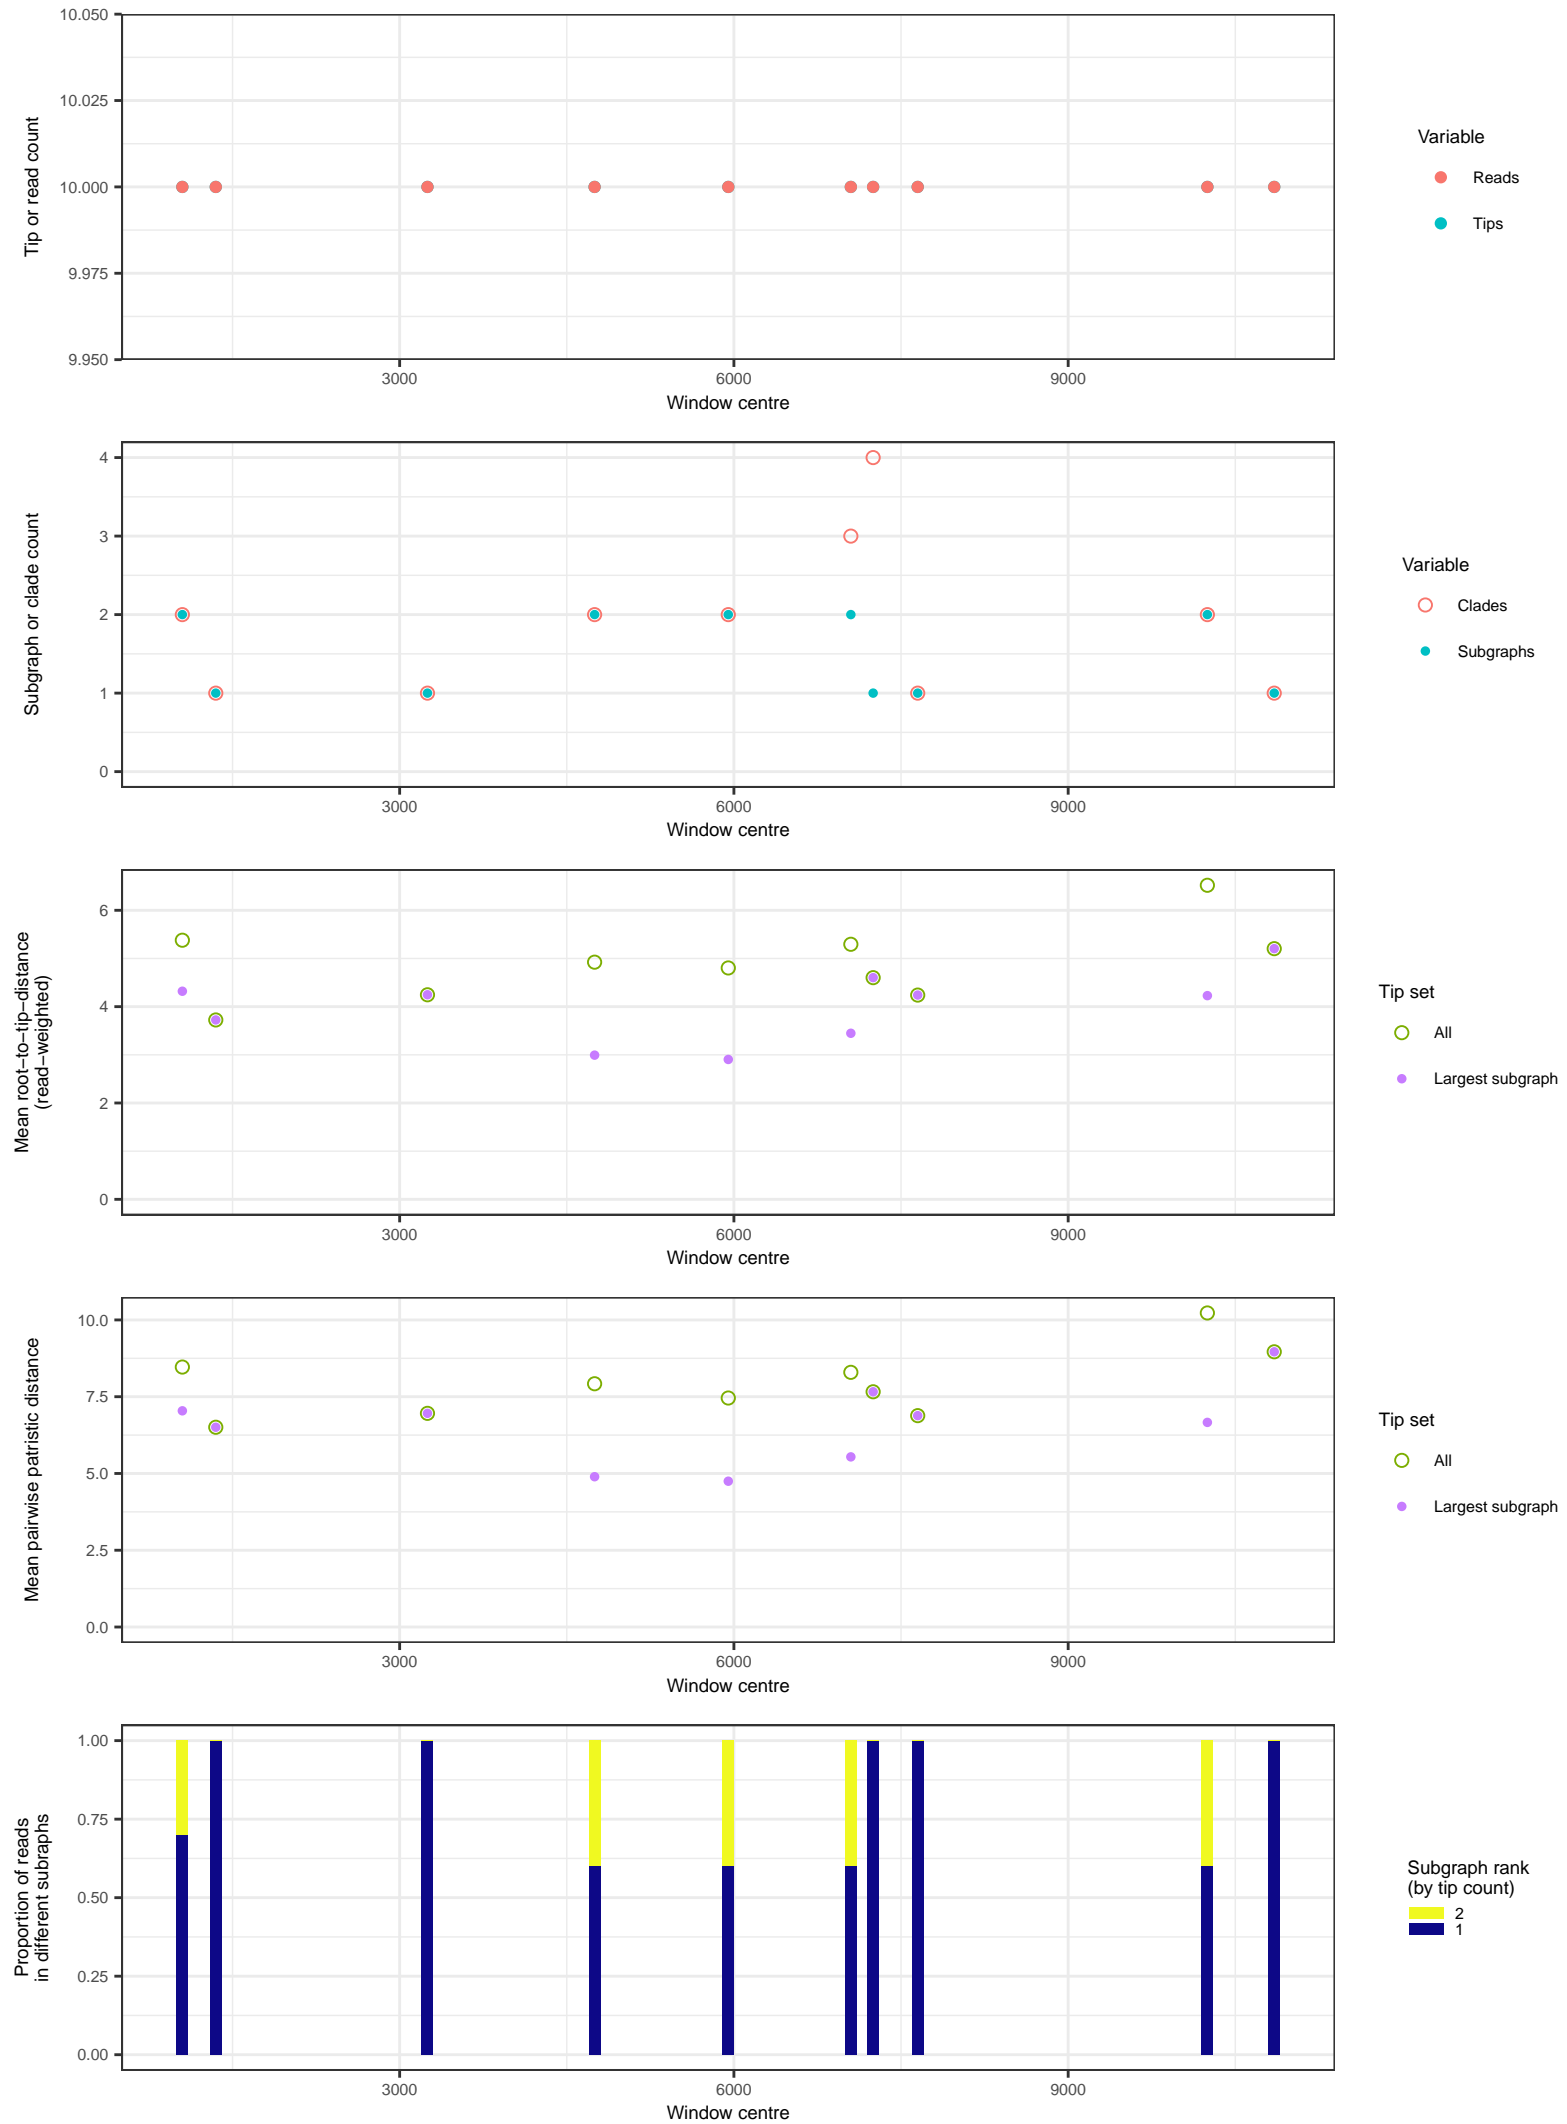 10.050
10.025
10.000
9.975
9.950
Tip or read count
3000 6000 9000
Window centre
Variable
Reads
Tips
4
3
2
1
0
Subgraph or clade count
3000 6000 9000
Window centre
Variable
Clades
Subgraphs
6
4
2
0
Mean root−to−tip−distance
(read−weighted)
3000 6000 9000
Window centre
Tip set
All
Largest subgraph
10.0
7.5
5.0
2.5
0.0
Mean pairwise patristic distance
3000 6000 9000
Window centre
Tip set
All
Largest subgraph
1.00
0.75
0.50
0.25
0.00
Proportion of reads
in different subraphs
3000 6000 9000
Window centre
Subgraph rank
(by tip count)
2
1